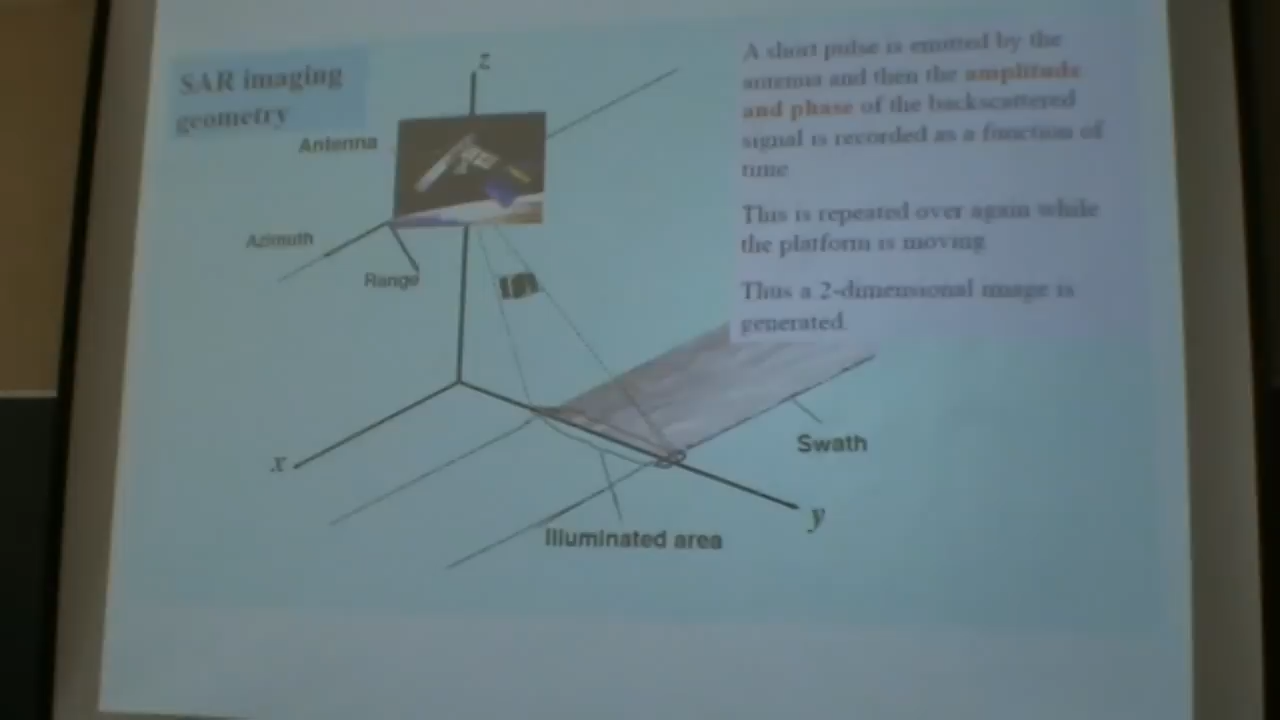 SAR imaging
geometry
z
Antenna
Azimuth
Range
x
y
Swath
Illuminated area
A short pulse is emitted by the
antenna and then the amplitude
and phase of the backscattered
signal is recorded as a function of
time
This is repeated over again while
the platform is moving
Thus a 2-dimensional image is
generated.